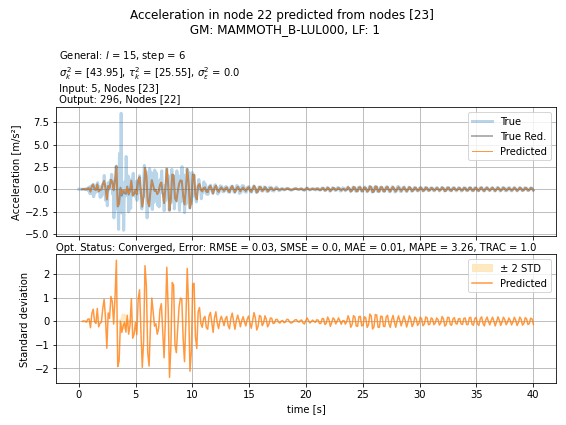 Acceleration in node 22 predicted from nodes [23]
GM: MAMMOTH_B-LUL000, LF: 1
General: l = 15, step = 6
σ²ₖ = [43.95], τ²ₖ = [25.55], σ²ε = 0.0
Input: 5, Nodes [23]
Output: 296, Nodes [22]
Acceleration [m/s²]
7.5
5.0
2.5
0.0
−2.5
−5.0
True
True Red.
Predicted
Opt. Status: Converged, Error: RMSE = 0.03, SMSE = 0.0, MAE = 0.01, MAPE = 3.26, TRAC = 1.0
Standard deviation
2
1
0
−1
−2
± 2 STD
Predicted
0 5 10 15 20 25 30 35 40
time [s]